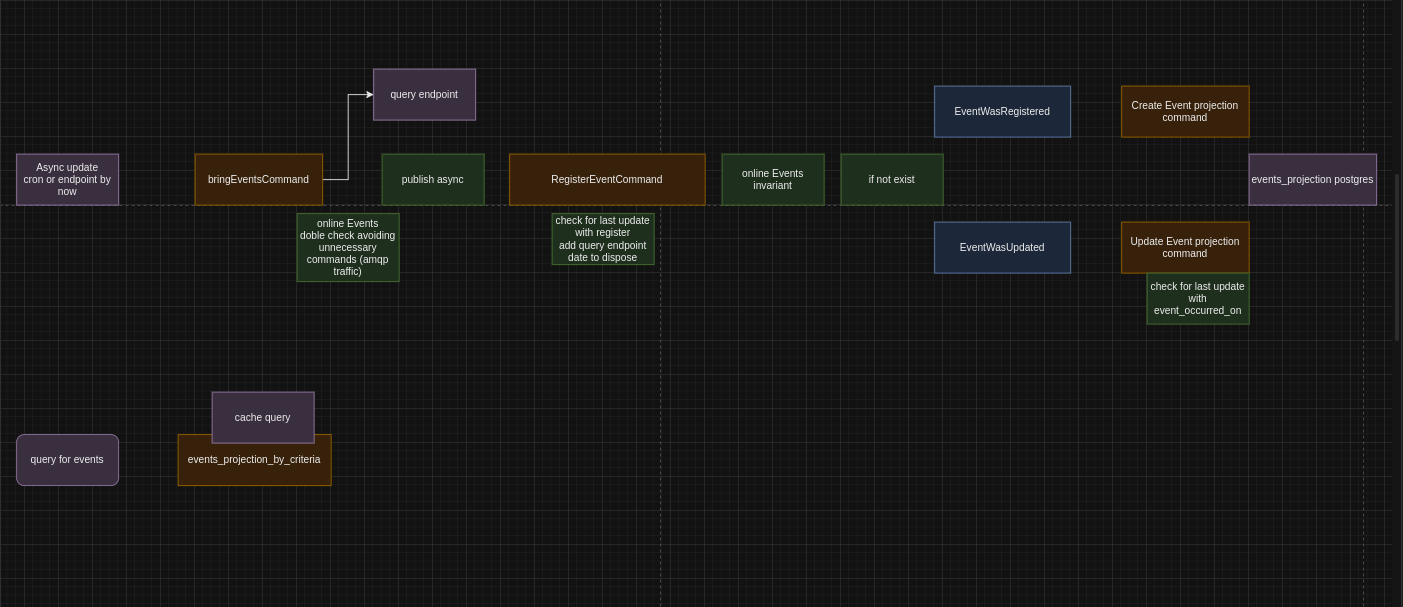 query endpoint
EventWasRegistered
Create Event projection
command
Async update
cron or endpoint by
now
bringEventsCommand
publish async
RegisterEventCommand
online Events
invariant
if not exist
events_projection postgres
online Events
doble check avoiding
unnecessary
commands (amqp
traffic)
check for last update
with register
add query endpoint
date to dispose
EventWasUpdated
Update Event projection
command
check for last update
with
event_occurred_on
cache query
query for events
events_projection_by_criteria